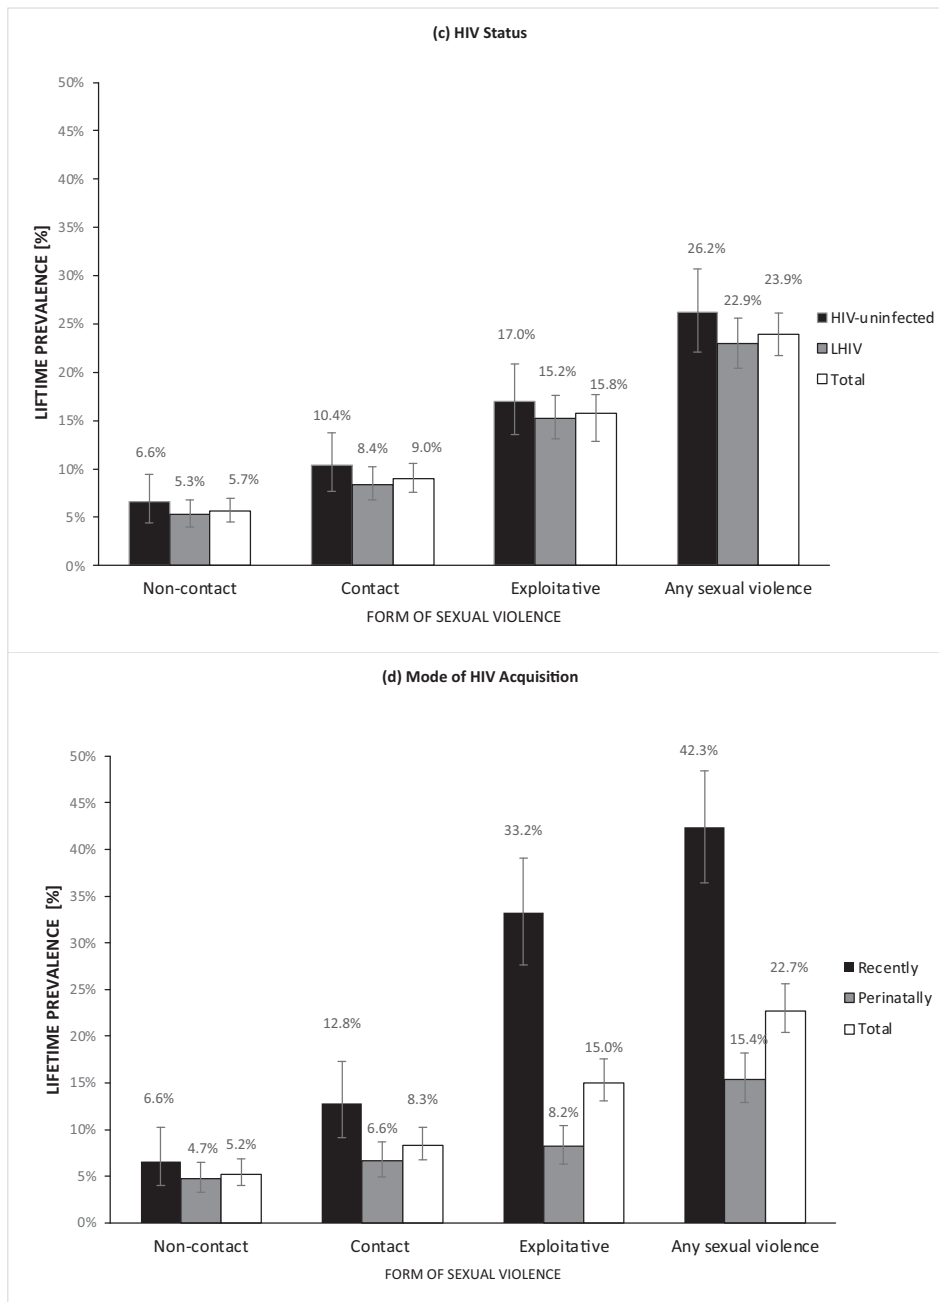 (c) HIV Status
50%
45%
40%
35%
30%
25%
20%
15%
10%
5%
0%
LIFTIME PREVALENCE [%]
6.6%
5.3%
5.7%
10.4%
8.4%
9.0%
17.0%
15.2%
15.8%
26.2%
22.9%
23.9%
HIV-uninfected
LHIV
Total
Non-contact
Contact
Exploitative
Any sexual violence
FORM OF SEXUAL VIOLENCE
(d) Mode of HIV Acquisition
50%
45%
40%
35%
30%
25%
20%
15%
10%
5%
0%
LIFETIME PREVALENCE [%]
6.6%
4.7%
5.2%
12.8%
6.6%
8.3%
33.2%
8.2%
15.0%
42.3%
15.4%
22.7%
Recently
Perinatally
Total
Non-contact
Contact
Exploitative
Any sexual violence
FORM OF SEXUAL VIOLENCE